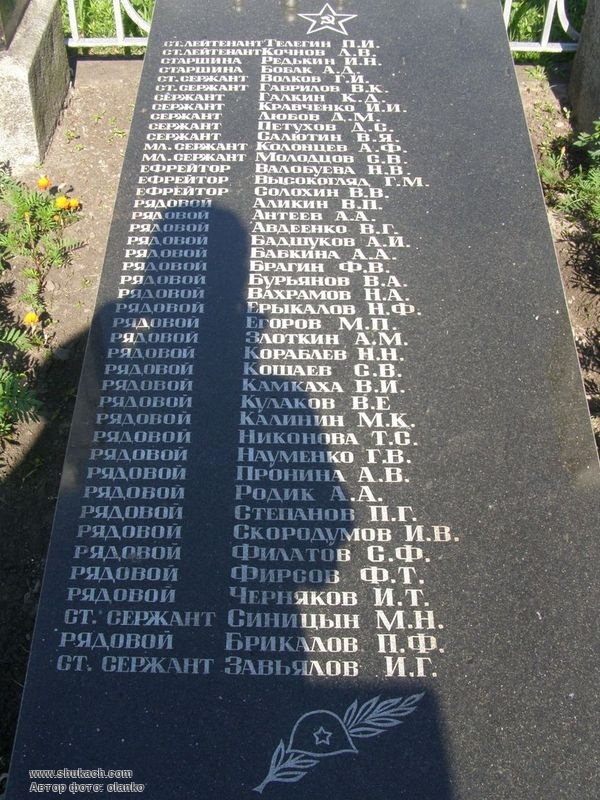 СТ. ЛЕЙТЕНАНТ ТЕЛЕГИН П.И.
СТ. ЛЕЙТЕНАНТ КОЧНОВ Л.В.
СТАРШИНА РЕДЬКИН И.Н.
СТАРШИНА БОБАК А.Д.
СТ. СЕРЖАНТ ВОЛКОВ Г.И.
СТ. СЕРЖАНТ ГАВРИЛОВ В.К.
СЕРЖАНТ ГАЛКИН К.Д.
СЕРЖАНТ КРАВЧЕНКО И.И.
СЕРЖАНТ ЛЮБОВ Д.М.
СЕРЖАНТ ПЕТУХОВ Д.С.
СЕРЖАНТ САЛЮТИН В.Я.
МЛ. СЕРЖАНТ КОЛОНЦЕВ А.Ф.
МЛ. СЕРЖАНТ МОЛОДЦОВ С.В.
ЕФРЕЙТОР ВАЛОБУЕВА Н.В.
ЕФРЕЙТОР ВЫСОКОГЛЯД Г.М.
ЕФРЕЙТОР СОЛОХИН В.В.
РЯДОВОЙ АЛИКИН В.П.
РЯДОВОЙ АНТЕЕВ А.А.
РЯДОВОЙ АВДЕЕНКО В.Г.
РЯДОВОЙ БАДШУКОВ А.И.
РЯДОВОЙ БАБКИНА А.А.
РЯДОВОЙ БРАГИН Ф.В.
РЯДОВОЙ БУРЬЯНОВ В.А.
РЯДОВОЙ ВАХРАМОВ Н.А.
РЯДОВОЙ ЕРЫКАЛОВ Н.Ф.
РЯДОВОЙ ЕГОРОВ М.П.
РЯДОВОЙ ЗЛОТКИН А.М.
РЯДОВОЙ КОРАБЛЕВ Н.Н.
РЯДОВОЙ КОШАЕВ С.В.
РЯДОВОЙ КАМКАХА В.И.
РЯДОВОЙ КУЛАКОВ В.Е
РЯДОВОЙ КАЛИНИН М.К.
РЯДОВОЙ НИКОНОВА Т.С.
РЯДОВОЙ НАУМЕНКО Г.В.
РЯДОВОЙ ПРОНИНА А.В.
РЯДОВОЙ РОДИК А.А.
РЯДОВОЙ СТЕПАНОВ П.Г.
РЯДОВОЙ СКОРОДУМОВ И.В.
РЯДОВОЙ ФИЛАТОВ С.Ф.
РЯДОВОЙ ФИРСОВ Ф.Т.
РЯДОВОЙ ЧЕРНЯКОВ И.Т.
СТ. СЕРЖАНТ СИНИЦЫН М.Н.
РЯДОВОЙ БРИКАЛОВ П.Ф.
СТ. СЕРЖАНТ ЗАВЬЯЛОВ И.Г.
www.shukach.com
Автор фото: olanko